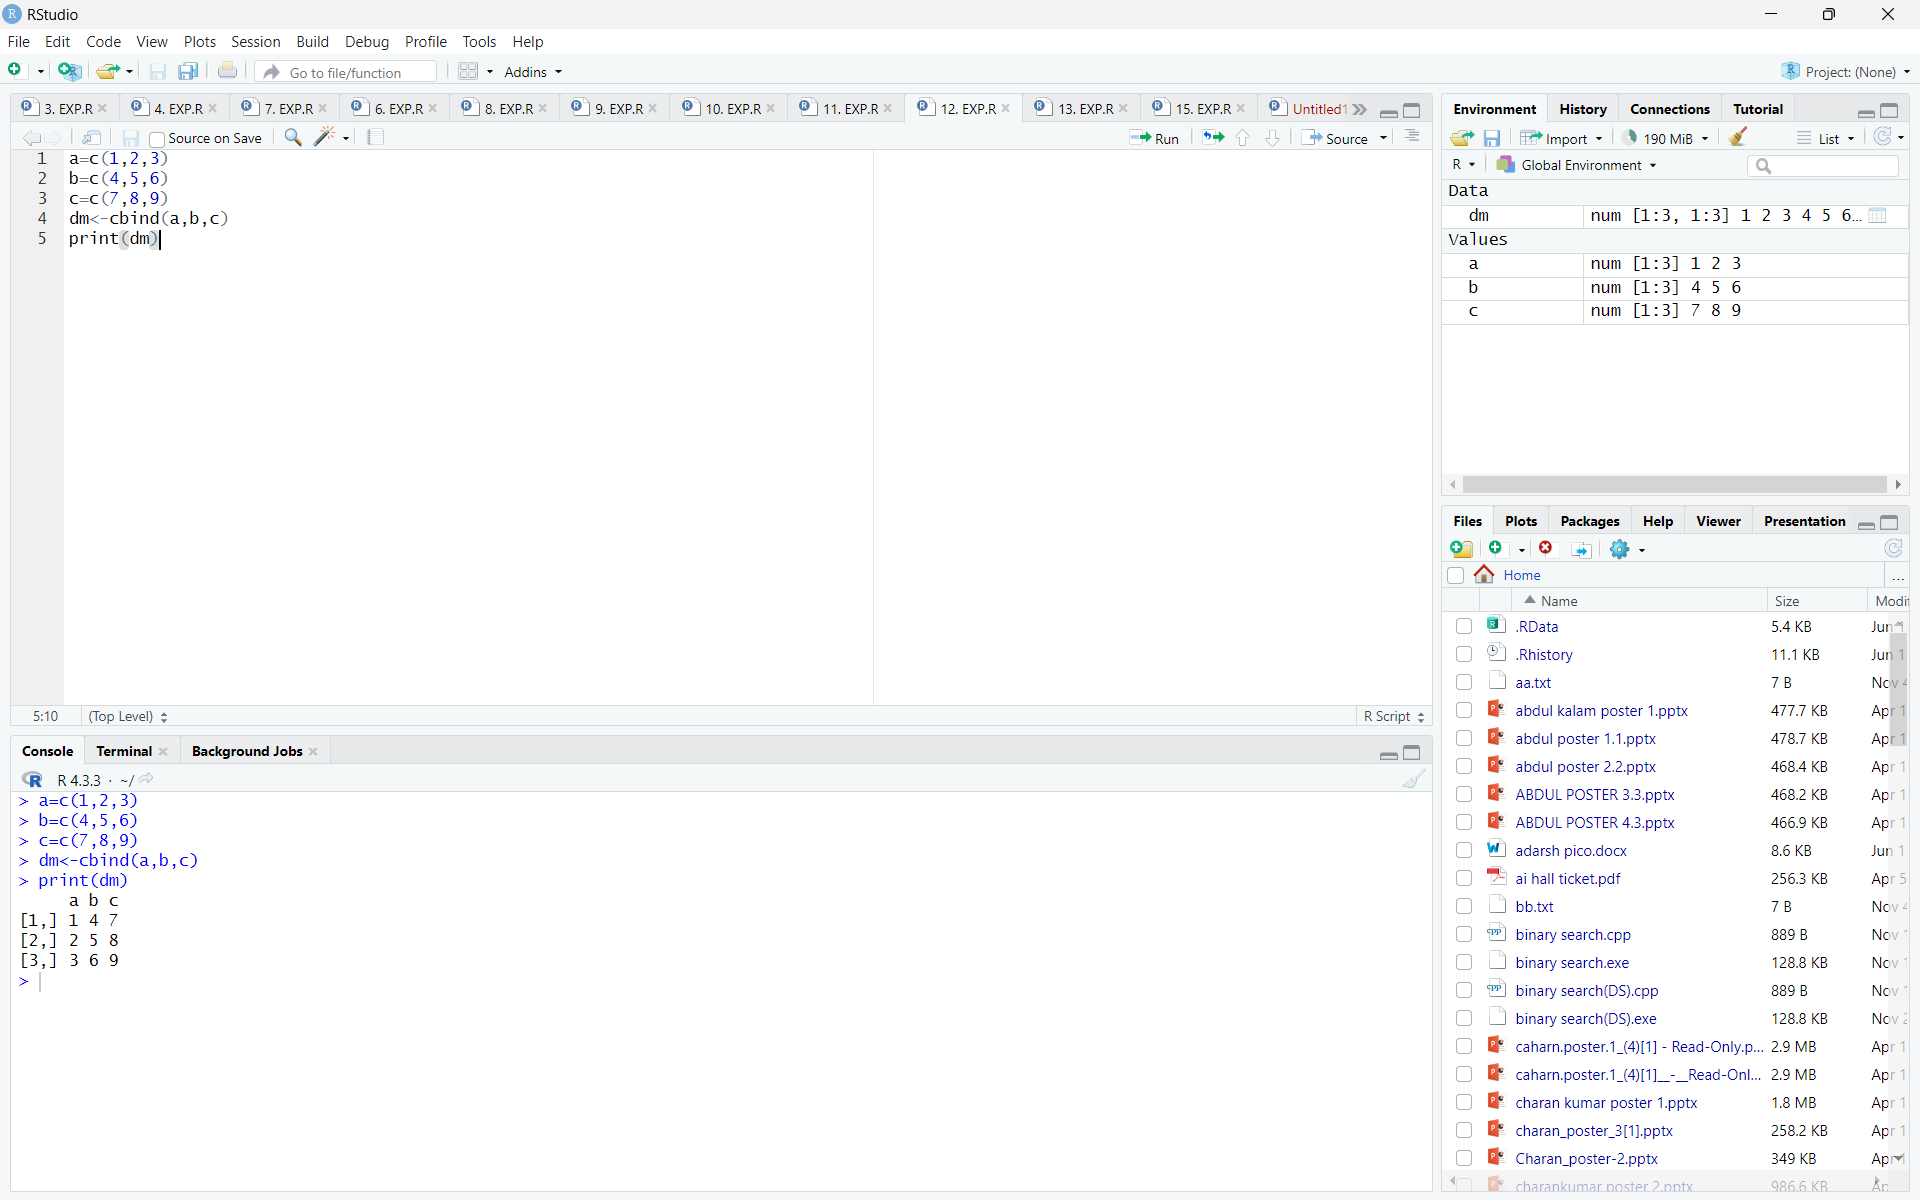 RStudio
File Edit Code View Plots Session Build Debug Profile Tools Help
Go to file/function Addins Project: (None)
3. EXP.R 4. EXP.R 7. EXP.R 6. EXP.R 8. EXP.R 9. EXP.R 10. EXP.R 11. EXP.R 12. EXP.R 13. EXP.R 15. EXP.R Untitled1
Source on Save Run Source
1 a=c(1,2,3)
2 b=c(4,5,6)
3 c=c(7,8,9)
4 dm<-cbind(a,b,c)
5 print(dm)
5:10 (Top Level) R Script
Console Terminal Background Jobs
R 4.3.3 · ~/
> a=c(1,2,3)
> b=c(4,5,6)
> c=c(7,8,9)
> dm<-cbind(a,b,c)
> print(dm)
a b c
[1,] 1 4 7
[2,] 2 5 8
[3,] 3 6 9
>
Environment History Connections Tutorial
Import 190 MiB List
R Global Environment
Data
dm num [1:3, 1:3] 1 2 3 4 5 6...
Values
a num [1:3] 1 2 3
b num [1:3] 4 5 6
c num [1:3] 7 8 9
Files Plots Packages Help Viewer Presentation
Home ...
Name Size Modi
.RData 5.4 KB Jun 1
.Rhistory 11.1 KB Jun 1
aa.txt 7 B Nov 4
abdul kalam poster 1.pptx 477.7 KB Apr 1
abdul poster 1.1.pptx 478.7 KB Apr 1
abdul poster 2.2.pptx 468.4 KB Apr 1
ABDUL POSTER 3.3.pptx 468.2 KB Apr 1
ABDUL POSTER 4.3.pptx 466.9 KB Apr 1
adarsh pico.docx 8.6 KB Jun 1
ai hall ticket.pdf 256.3 KB Apr 5
bb.txt 7 B Nov 4
binary search.cpp 889 B Nov 1
binary search.exe 128.8 KB Nov 1
binary search(DS).cpp 889 B Nov 1
binary search(DS).exe 128.8 KB Nov 2
caharn.poster.1_(4)[1] - Read-Only.p... 2.9 MB Apr 1
caharn.poster.1_(4)[1]__-__Read-Onl... 2.9 MB Apr 1
charan kumar poster 1.pptx 1.8 MB Apr 1
charan_poster_3[1].pptx 258.2 KB Apr 1
Charan_poster-2.pptx 349 KB Apr 1
charankumar poster 2.pptx 986.6 KB Apr